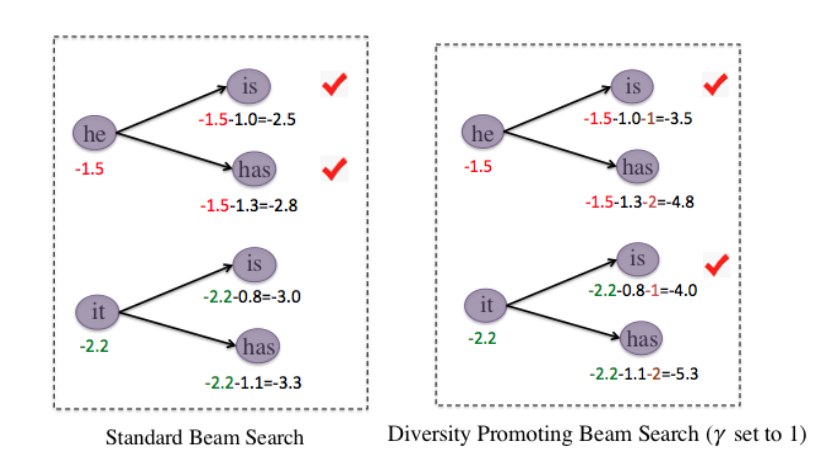 is
he
-1.5-1.0=-2.5
-1.5
has
-1.5-1.3=-2.8
is
-2.2-0.8=-3.0
it
-2.2
has
-2.2-1.1=-3.3
Standard Beam Search
is
-1.5-1.0-1=-3.5
he
-1.5
has
-1.5-1.3-2=-4.8
is
-2.2-0.8-1=-4.0
it
-2.2
has
-2.2-1.1-2=-5.3
Diversity Promoting Beam Search (γ set to 1)